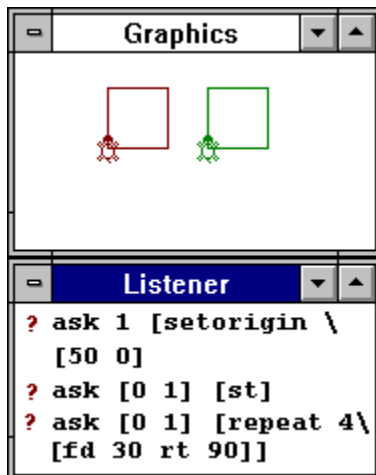 Graphics
Listener
? ask 1 [setorigin \
[50 0]
? ask [0 1] [st]
? ask [0 1] [repeat 4\
[fd 30 rt 90]]